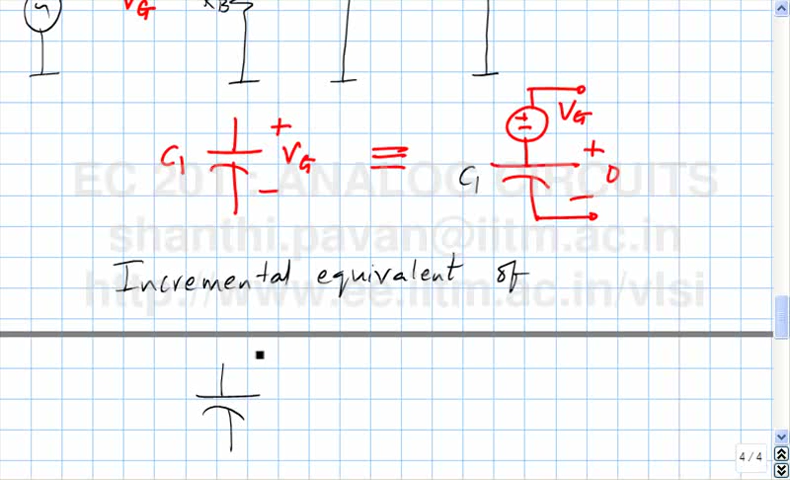 VG RB
C1 + VG - ≡ + - VG C1 + 0 -
EC 201 : ANALOG CIRCUITS
shanthi.pavan@iitm.ac.in
Incremental equivalent of
http://www.ee.iitm.ac.in/vlsi
4 / 4